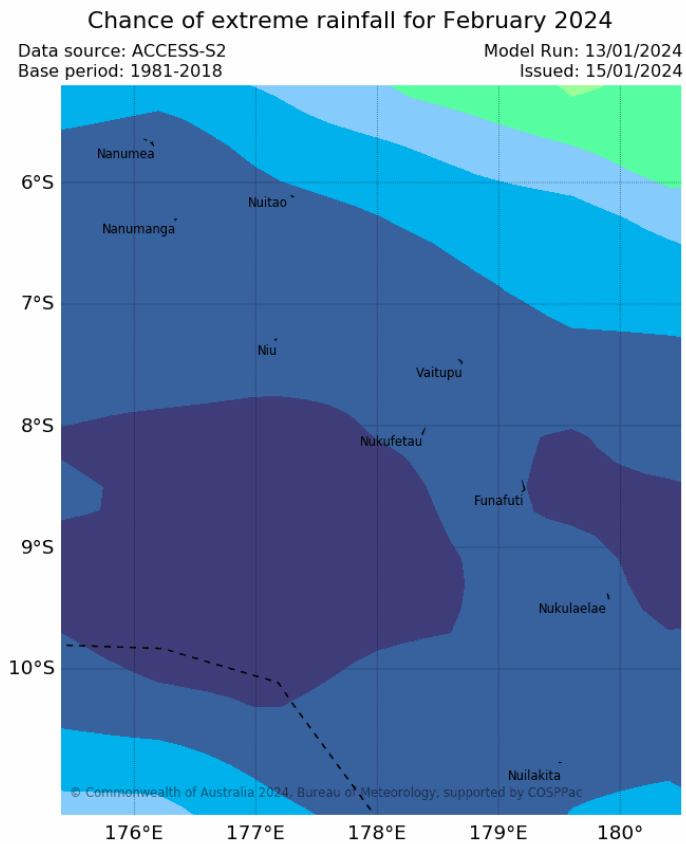 Chance of extreme rainfall for February 2024
Data source: ACCESS-S2
Model Run: 13/01/2024
Base period: 1981-2018
Issued: 15/01/2024
Nanumea
6°S
Nuitao
Nanumanga
7°S
Niu
Vaitupu
8°S
Nukufetau
Funafuti
9°S
Nukulaelae
10°S
Nuilakita
© Commonwealth of Australia 2024, Bureau of Meteorology, supported by COSPPac
176°E 177°E 178°E 179°E 180°